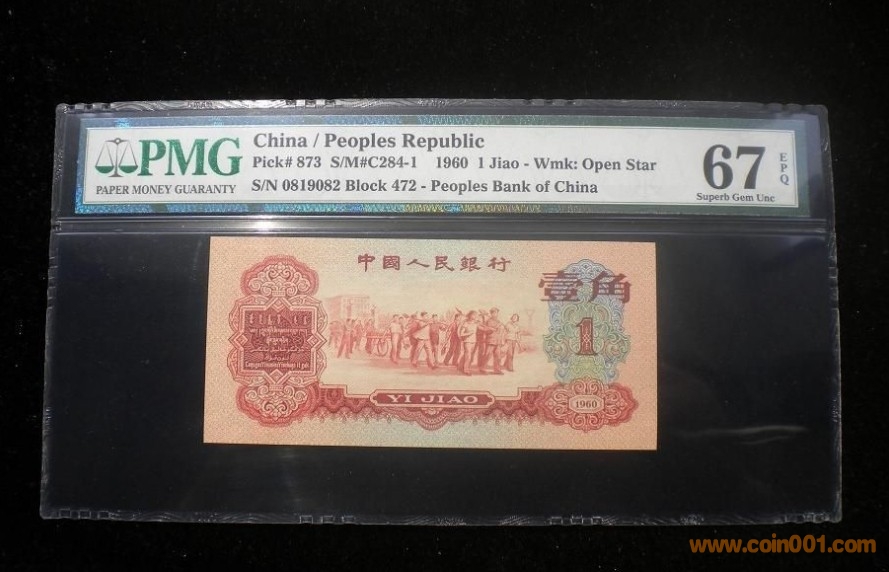 PMG
PAPER MONEY GUARANTY
China / Peoples Republic
Pick# 873 S/M#C284-1 1960 1 Jiao - Wmk: Open Star
S/N 0819082 Block 472 - Peoples Bank of China
67
EPQ
Superb Gem Unc
中國人民銀行
壹角
1
YI JIAO
1960
www.coin001.com